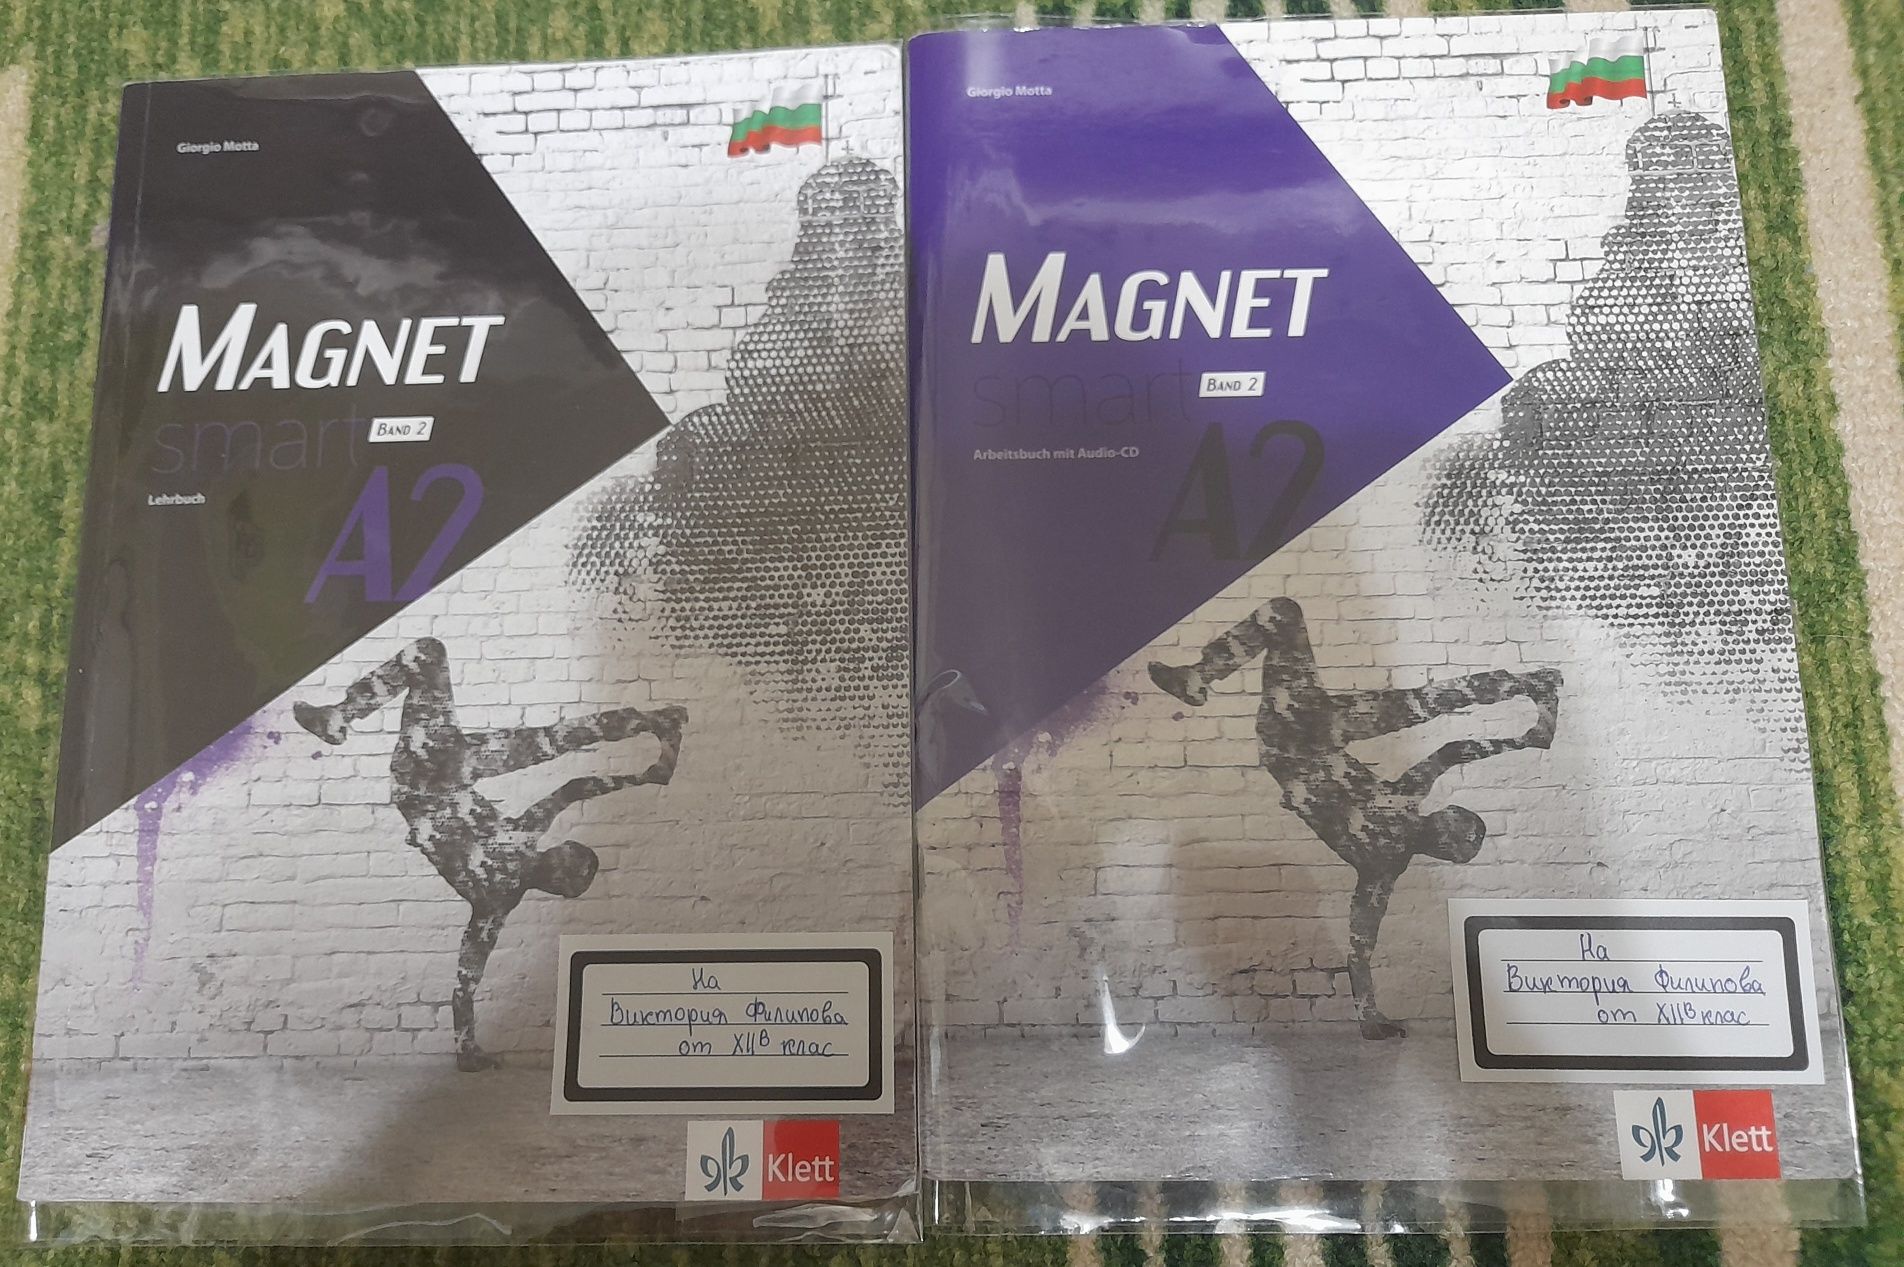 Giorgio Motta
MAGNET
smart
BAND 2
A2
Lehrbuch
На
Виктория Филипова
от XIIв клас
Klett
Giorgio Motta
MAGNET
smart
BAND 2
A2
Arbeitsbuch mit Audio-CD
На
Виктория Филипова
от XIIв клас
Klett